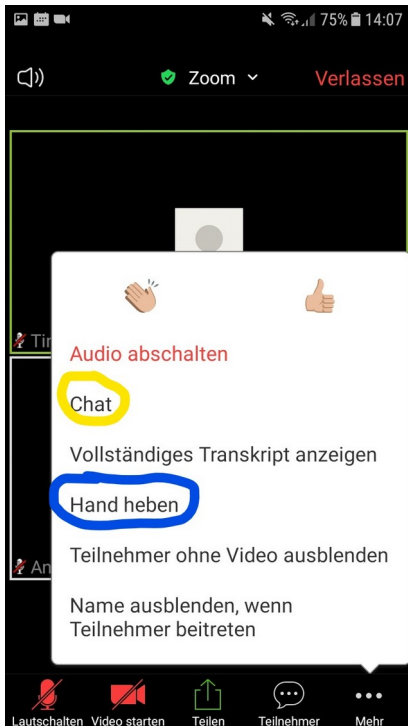 75% 14:07
Zoom Verlassen
Tir
Audio abschalten
Chat
Vollständiges Transkript anzeigen
Hand heben
Teilnehmer ohne Video ausblenden
An
Name ausblenden, wenn
Teilnehmer beitreten
Lautschalten Video starten Teilen Teilnehmer Mehr